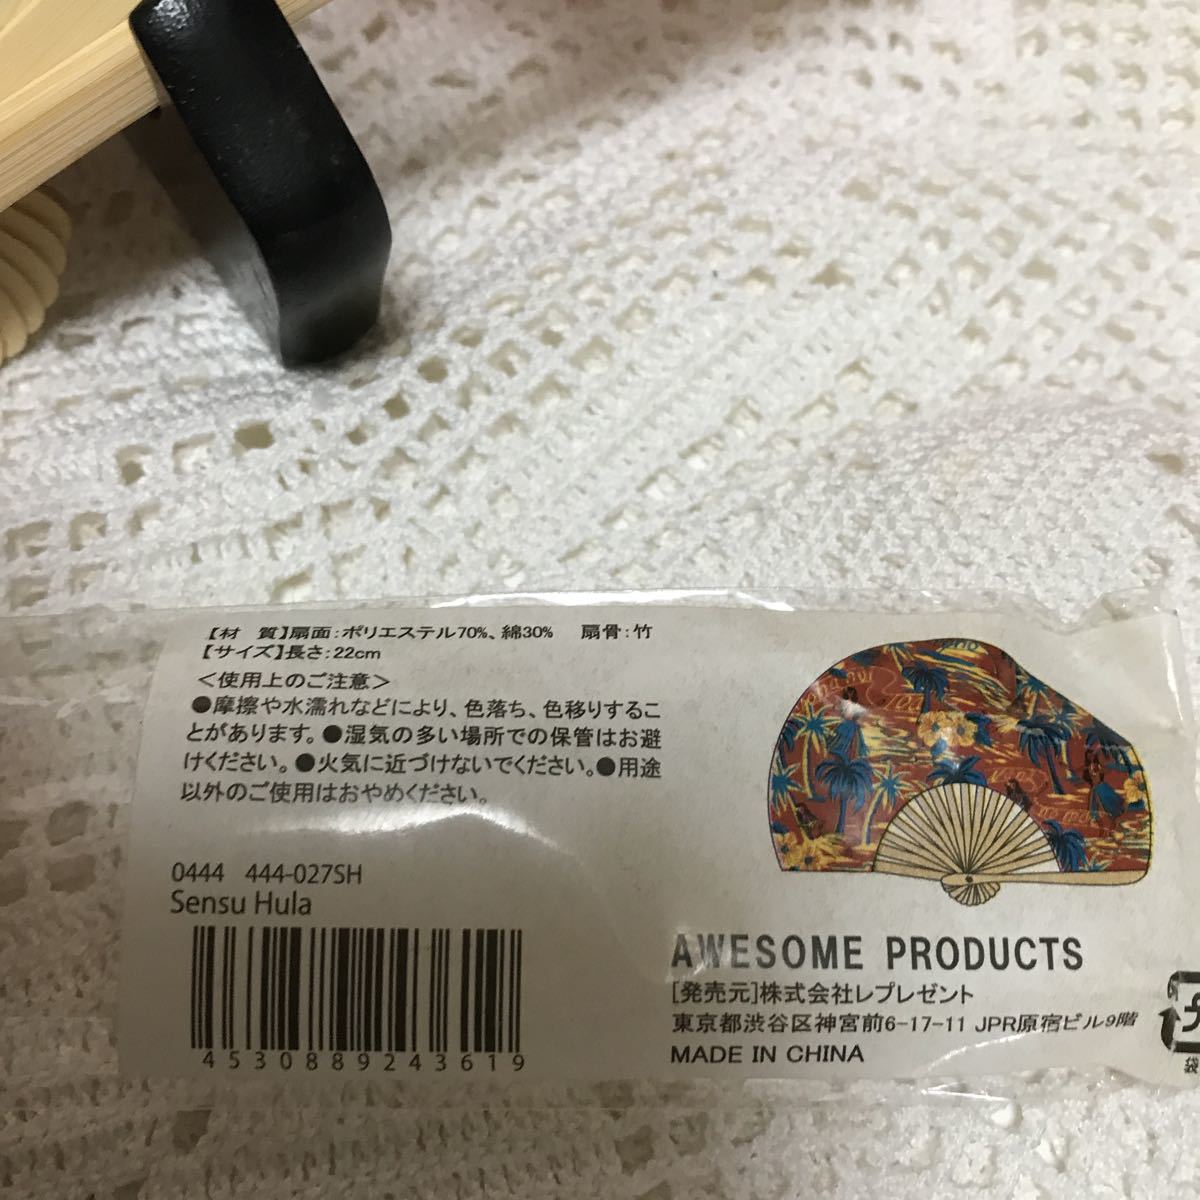 【材　質】扇面：ポリエステル70%、綿30%　扇骨：竹
【サイズ】長さ：22cm
＜使用上のご注意＞
●摩擦や水濡れなどにより、色落ち、色移りするこ
とがあります。●湿気の多い場所での保管はお避
けください。●火気に近づけないでください。●用途
以外のご使用はおやめください。
0444 444-027SH
Sensu Hula
4530889243619
AWESOME PRODUCTS
[発売元]株式会社レプレゼント
東京都渋谷区神宮前6-17-11 JPR原宿ビル9階
MADE IN CHINA
袋